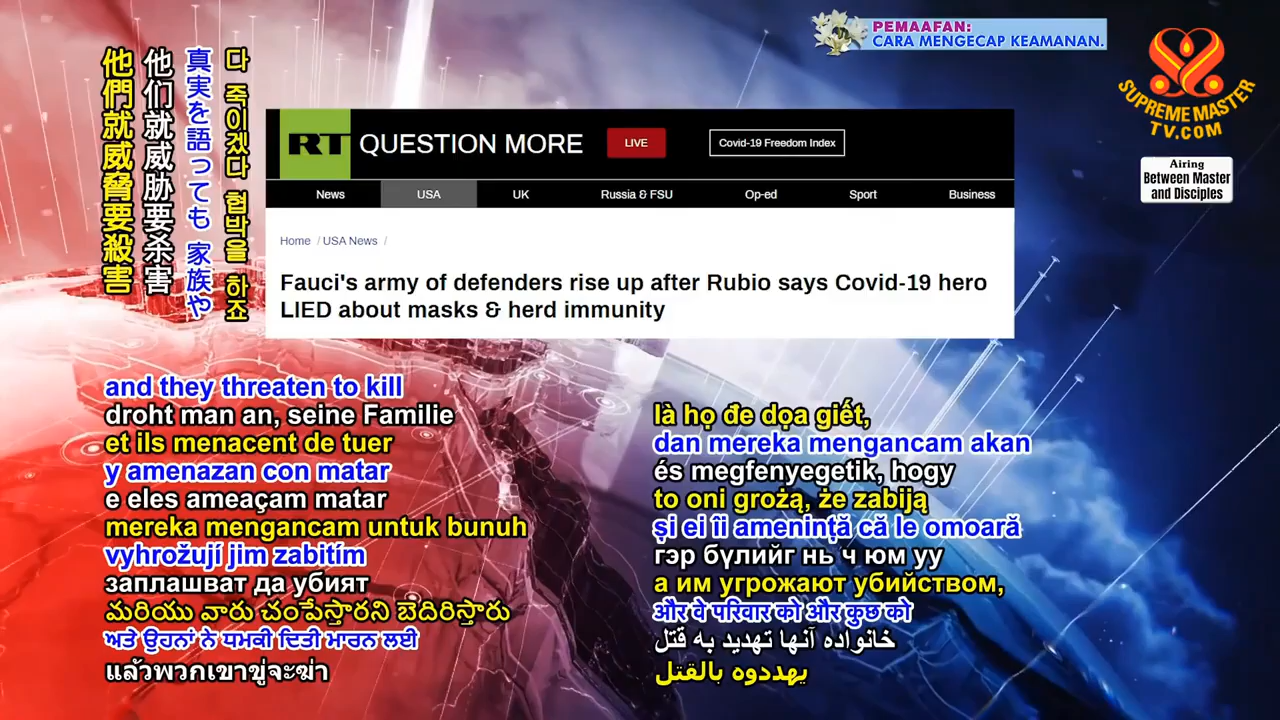 PEMAAFAN:
CARA MENGECAP KEAMANAN.
SUPREME MASTER
TV.COM
Airing
Between Master
and Disciples
他們就威脅要殺害
他们就威胁要杀害
真実を語っても 家族や
다 죽이겠다 협박을 하죠
RT QUESTION MORE
LIVE
Covid-19 Freedom Index
News
USA
UK
Russia & FSU
Op-ed
Sport
Business
Home / USA News /
Fauci's army of defenders rise up after Rubio says Covid-19 hero
LIED about masks & herd immunity
and they threaten to kill
droht man an, seine Familie
et ils menacent de tuer
y amenazan con matar
e eles ameaçam matar
mereka mengancam untuk bunuh
vyhrožují jim zabitím
заплашват да убият
మరియు వారు చంపేస్తారని బెదిరిస్తారు
ਅਤੇ ਉਹਨਾਂ ਨੇ ਧਮਕੀ ਦਿਤੀ ਮਾਰਨ ਲਈ
แล้วพวกเขาขู่จะฆ่า
là họ đe dọa giết,
dan mereka mengancam akan
és megfenyegetik, hogy
to oni grożą, że zabiją
și ei îi amenință că le omoară
гэр бүлийг нь ч юм уу
а им угрожают убийством,
और वे परिवार को और कुछ को
خانواده آنها تهدید به قتل
يهددوه بالقتل